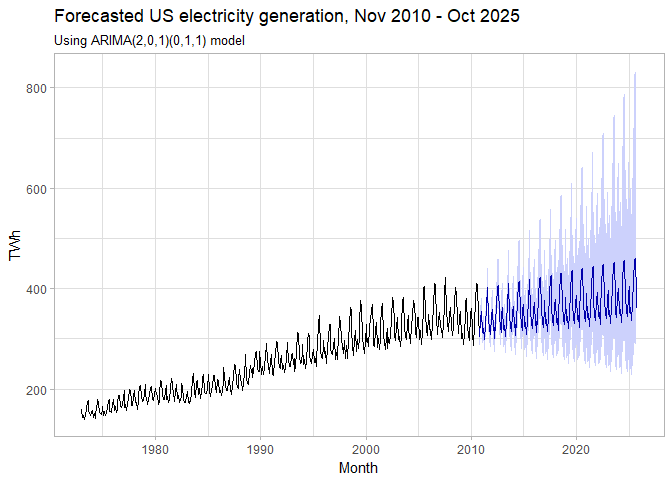 Forecasted US electricity generation, Nov 2010 - Oct 2025
Using ARIMA(2,0,1)(0,1,1) model
800
600
400
200
TWh
1980 1990 2000 2010 2020
Month